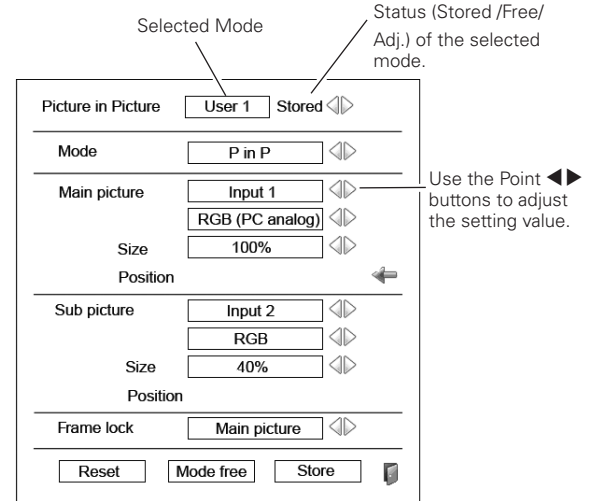 Selected Mode
Status (Stored /Free/
Adj.) of the selected
mode.
Picture in Picture User 1 Stored
Mode P in P
Main picture Input 1
RGB (PC analog)
Size 100%
Position
Use the Point ◀▶
buttons to adjust
the setting value.
Sub picture Input 2
RGB
Size 40%
Position
Frame lock Main picture
Reset Mode free Store